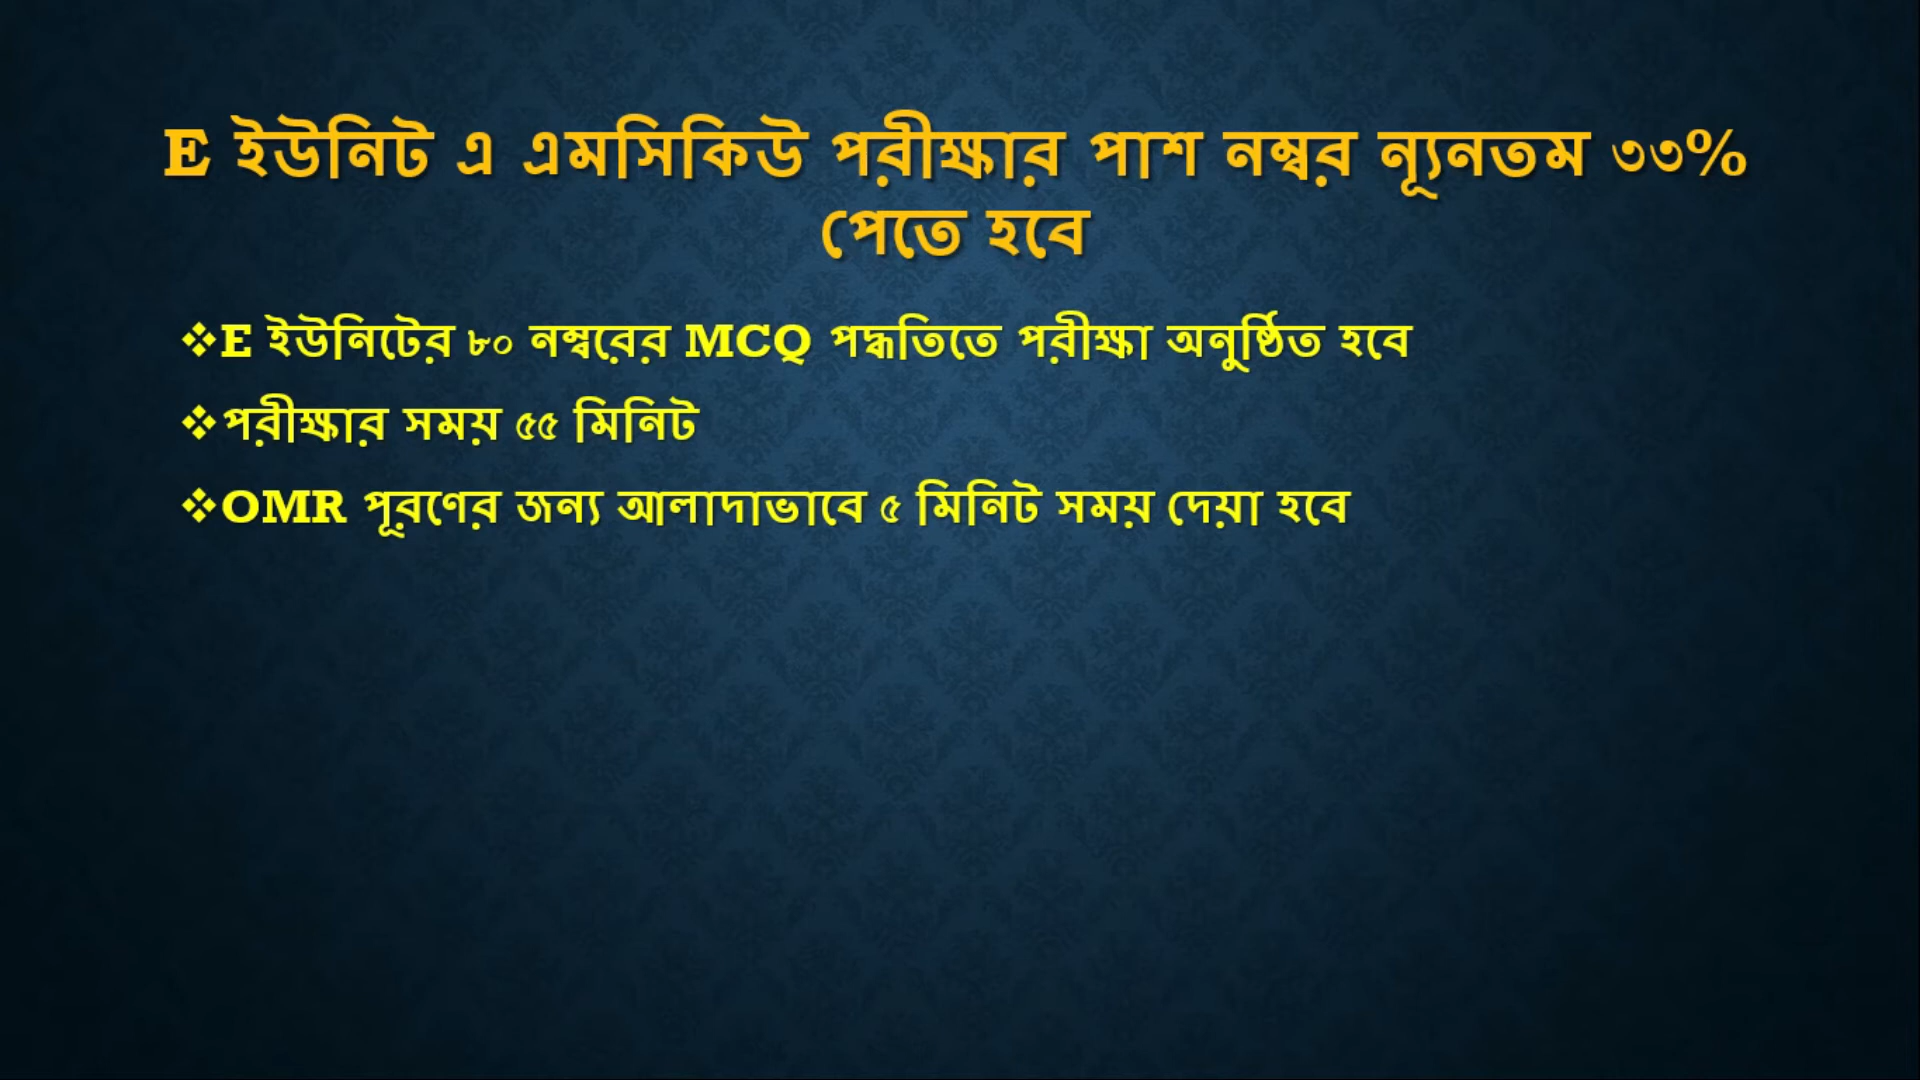 E ইউনিট এ এমসিকিউ পরীক্ষার পাশ নম্বর ন্যূনতম ৩৩%
পেতে হবে
❖E ইউনিটের ৮০ নম্বরের MCQ পদ্ধতিতে পরীক্ষা অনুষ্ঠিত হবে
❖পরীক্ষার সময় ৫৫ মিনিট
❖OMR পূরণের জন্য আলাদাভাবে ৫ মিনিট সময় দেয়া হবে